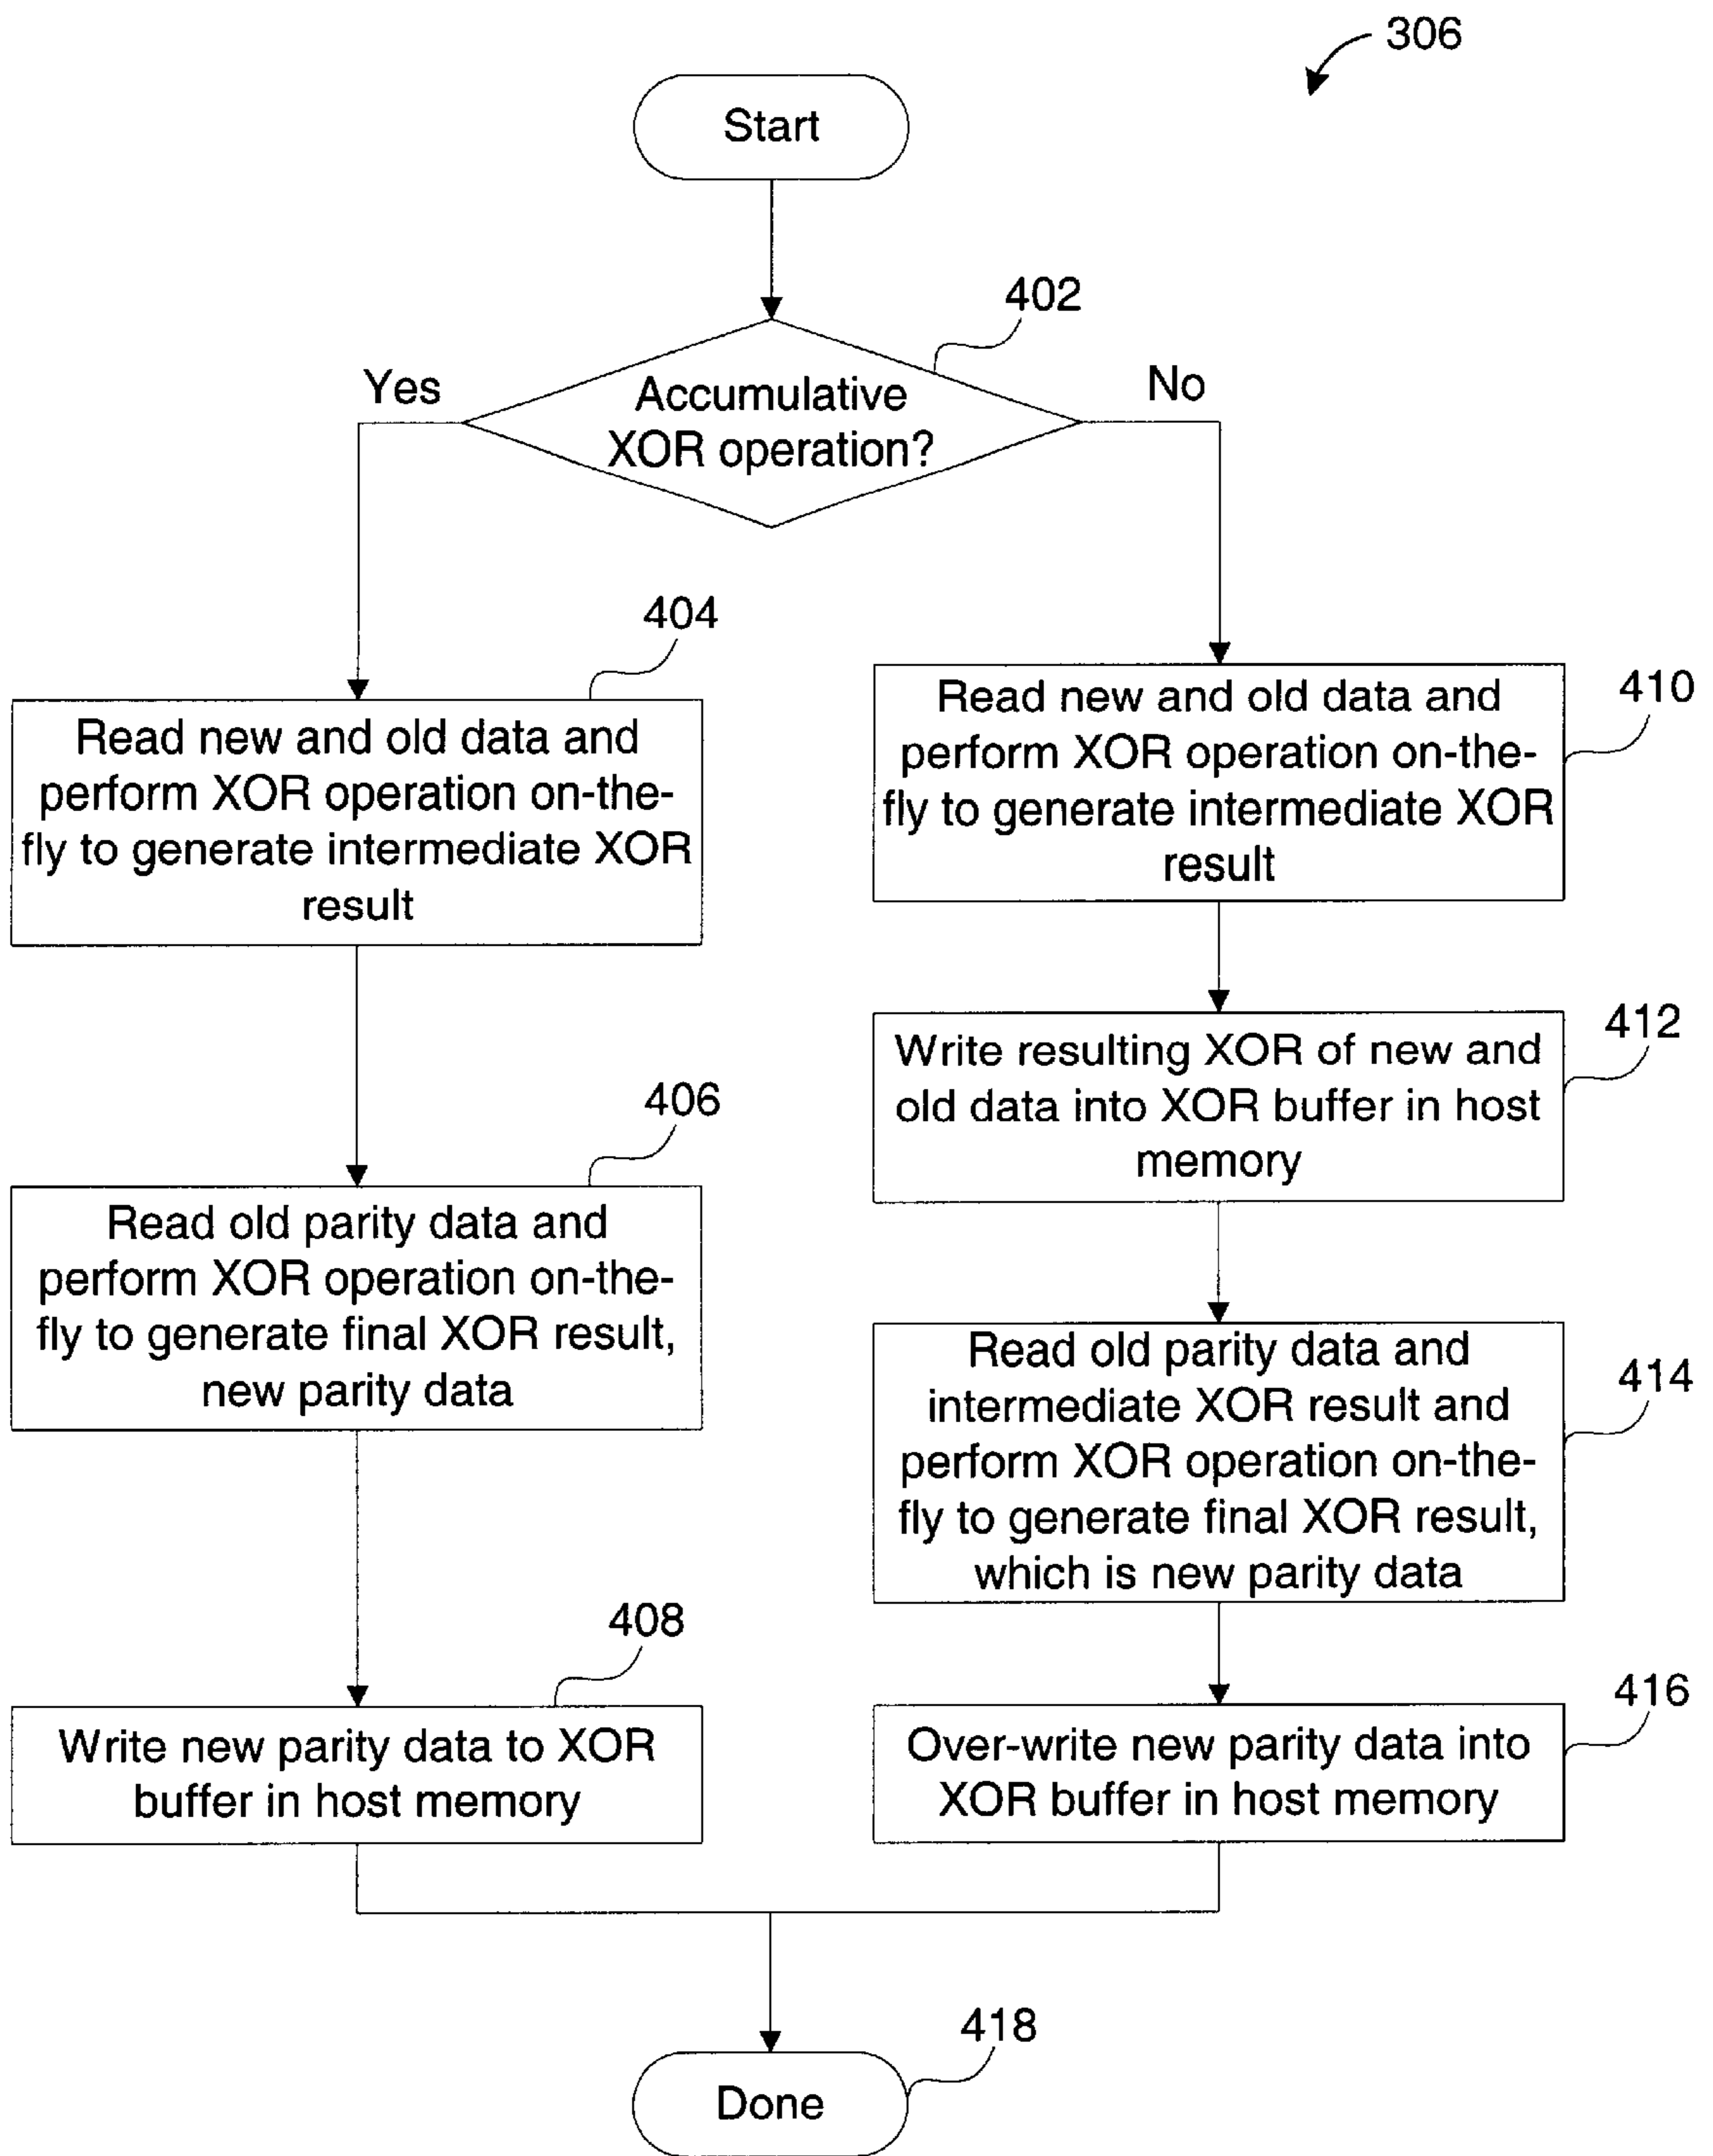 306
Start
402
Yes
No
Accumulative
XOR operation?
404
Read new and old data and
perform XOR operation on-the-
fly to generate intermediate XOR
result
406
Read old parity data and
perform XOR operation on-the-
fly to generate final XOR result,
new parity data
408
Write new parity data to XOR
buffer in host memory
410
Read new and old data and
perform XOR operation on-the-
fly to generate intermediate XOR
result
412
Write resulting XOR of new and
old data into XOR buffer in host
memory
414
Read old parity data and
intermediate XOR result and
perform XOR operation on-the-
fly to generate final XOR result,
which is new parity data
416
Over-write new parity data into
XOR buffer in host memory
418
Done